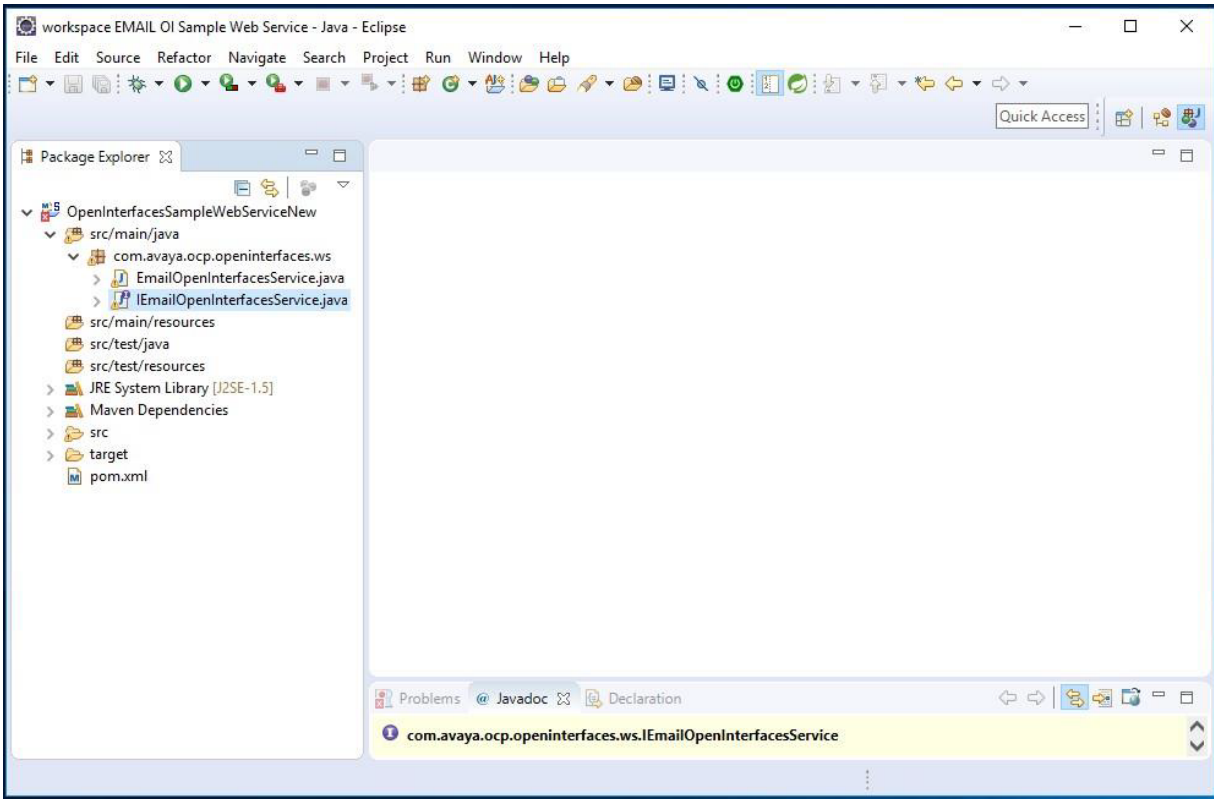 workspace EMAIL OI Sample Web Service - Java - Eclipse
File Edit Source Refactor Navigate Search Project Run Window Help
Quick Access
Package Explorer
OpenInterfacesSampleWebServiceNew
src/main/java
com.avaya.ocp.openinterfaces.ws
EmailOpenInterfacesService.java
IEmailOpenInterfacesService.java
src/main/resources
src/test/java
src/test/resources
JRE System Library [J2SE-1.5]
Maven Dependencies
src
target
pom.xml
Problems @ Javadoc Declaration
com.avaya.ocp.openinterfaces.ws.IEmailOpenInterfacesService